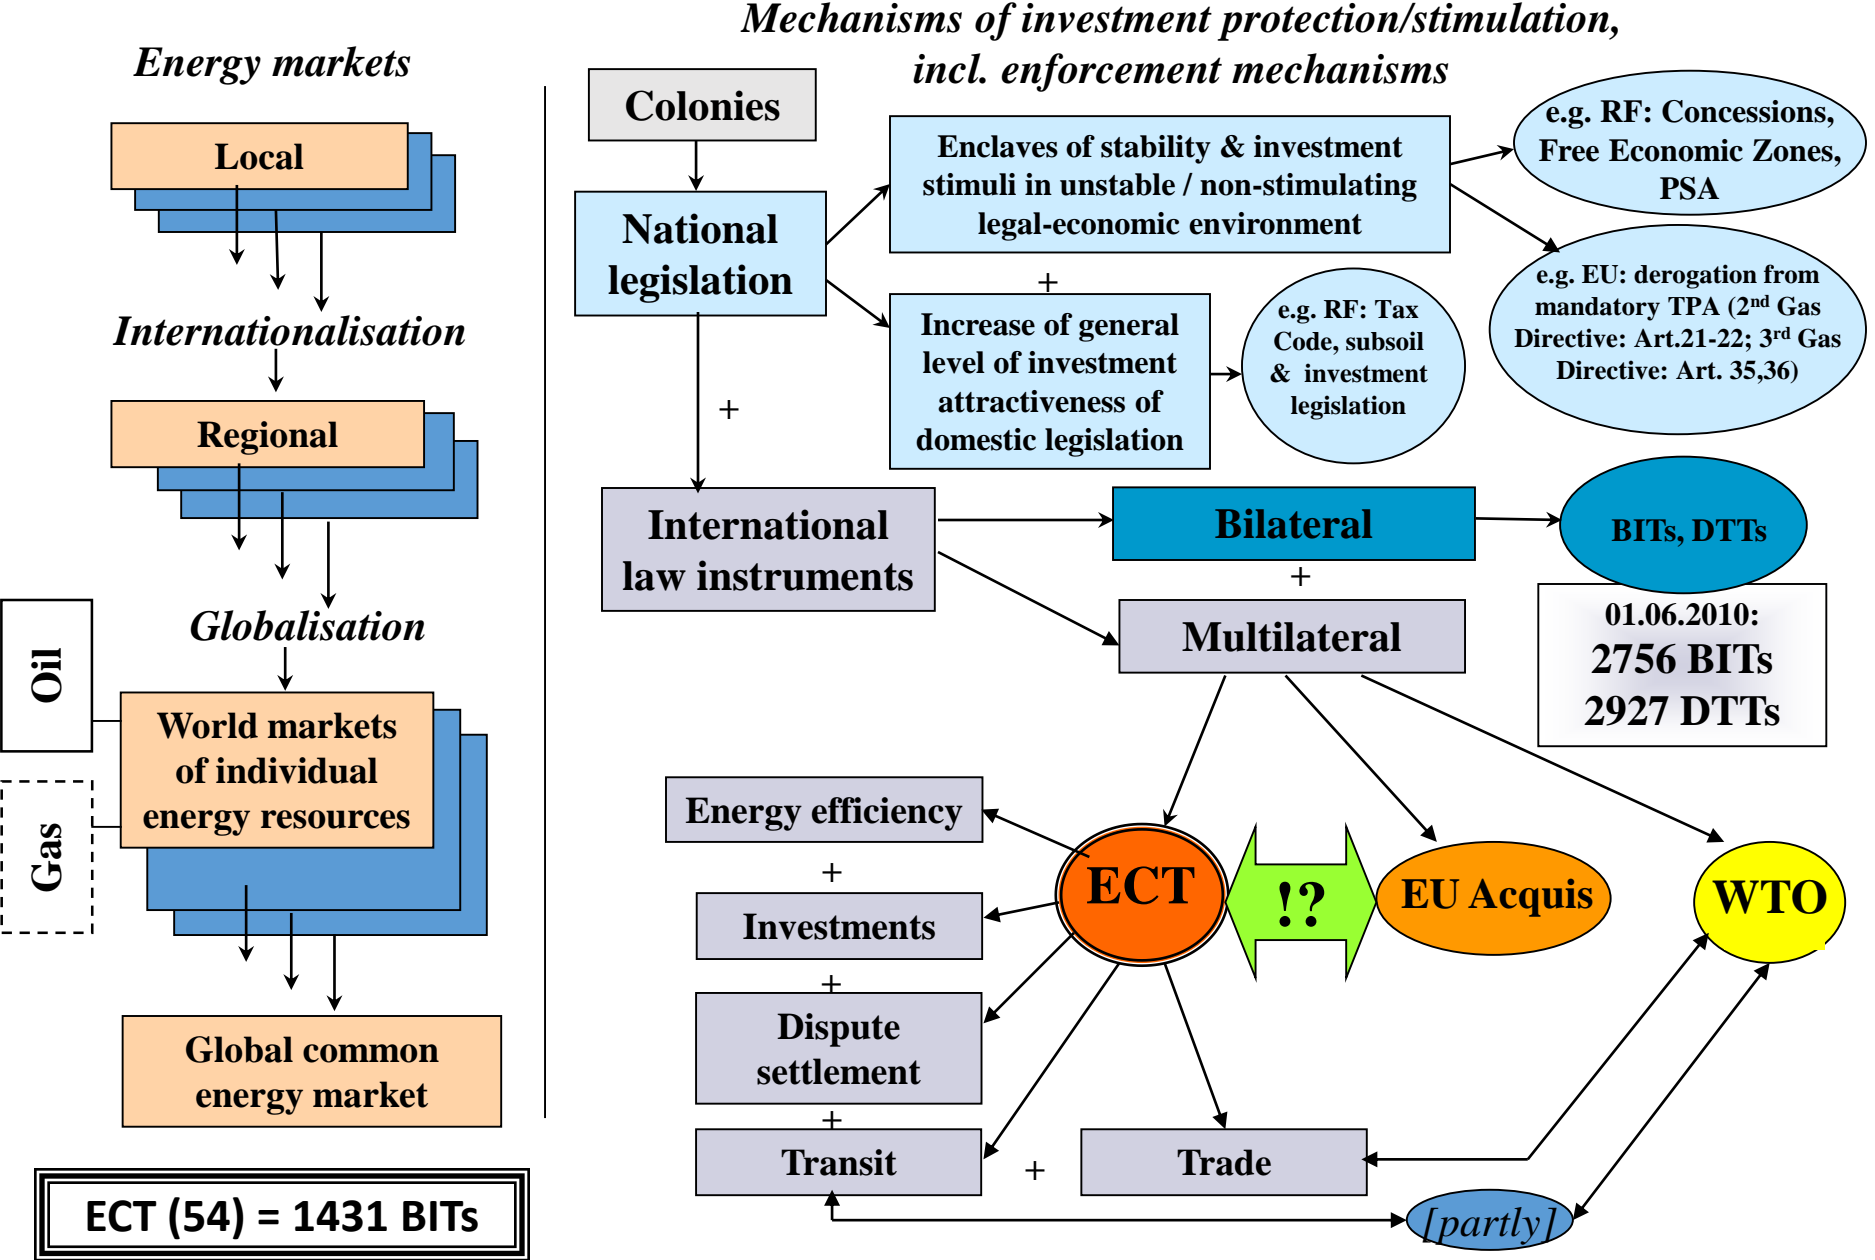 Mechanisms of investment protection/stimulation,
incl. enforcement mechanisms
Energy markets
Local
Internationalisation
Regional
Globalisation
Oil
Gas
World markets
of individual
energy resources
Global common
energy market
ECT (54) = 1431 BITs
Colonies
National
legislation
+
Enclaves of stability & investment
stimuli in unstable / non-stimulating
legal-economic environment
+
Increase of general
level of investment
attractiveness of
domestic legislation
e.g. RF: Concessions,
Free Economic Zones,
PSA
e.g. EU: derogation from
mandatory TPA (2nd Gas
Directive: Art.21-22; 3rd Gas
Directive: Art. 35,36)
e.g. RF: Tax
Code, subsoil
& investment
legislation
International
law instruments
Bilateral
+
Multilateral
BITs, DTTs
01.06.2010:
2756 BITs
2927 DTTs
Energy efficiency
+
Investments
+
Dispute
settlement
+
Transit
+
Trade
ECT
!?
EU Acquis
WTO
[partly]